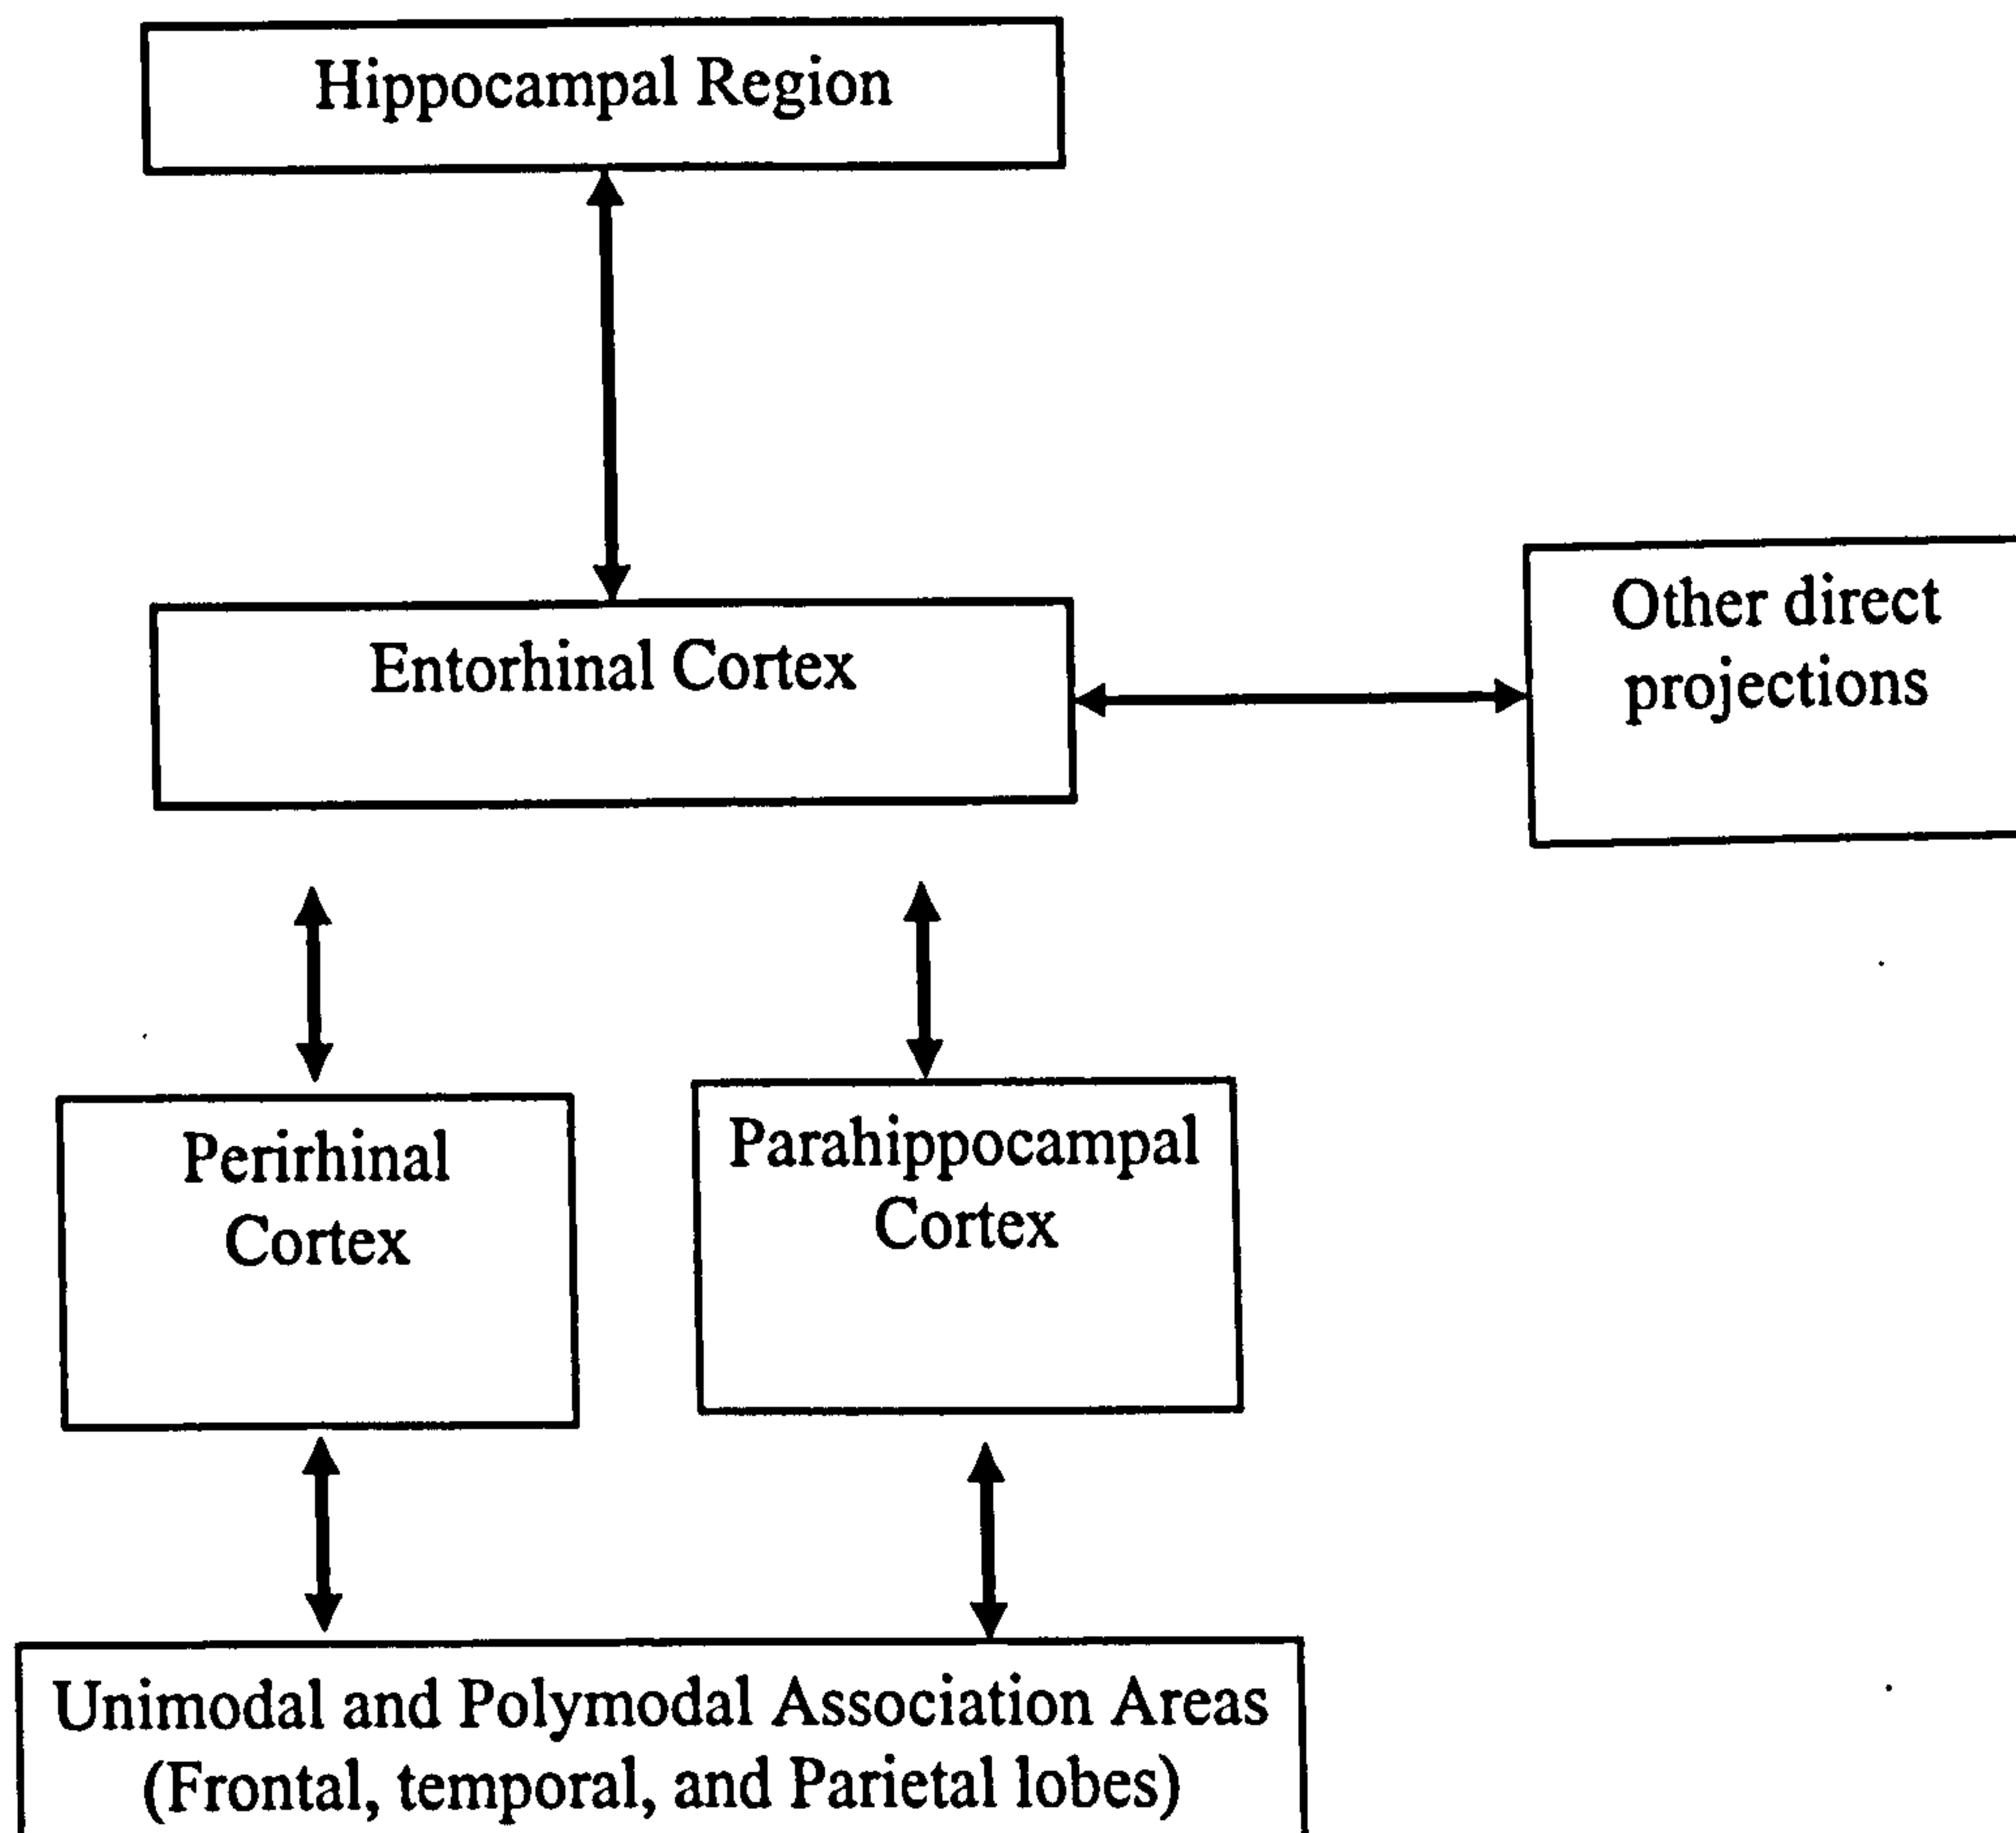 Hippocampal Region
Entorhinal Cortex
Other direct
projections
Perirhinal
Cortex
Parahippocampal
Cortex
Unimodal and Polymodal Association Areas
(Frontal, temporal, and Parietal lobes)